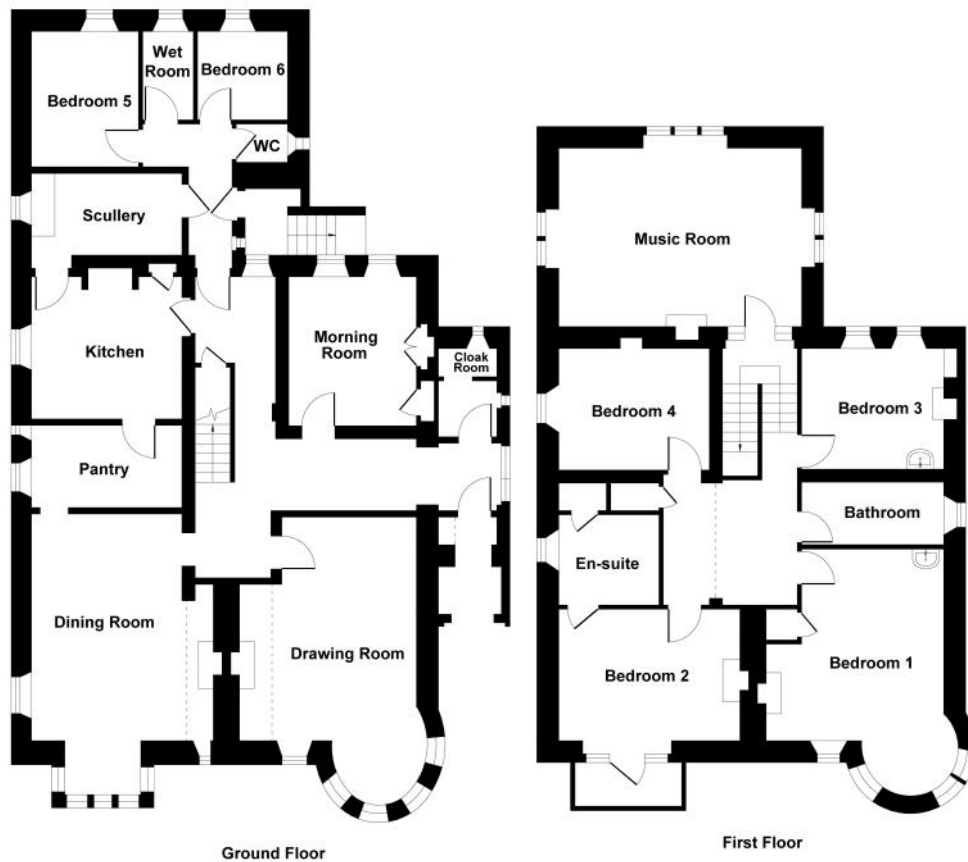 Wet
Room
Bedroom 6
Bedroom 5
WC
Scullery
Music Room
Morning
Room
Kitchen
Cloak
Room
Bedroom 4
Bedroom 3
Pantry
Bathroom
En-suite
Dining Room
Drawing Room
Bedroom 2
Bedroom 1
Ground Floor
First Floor